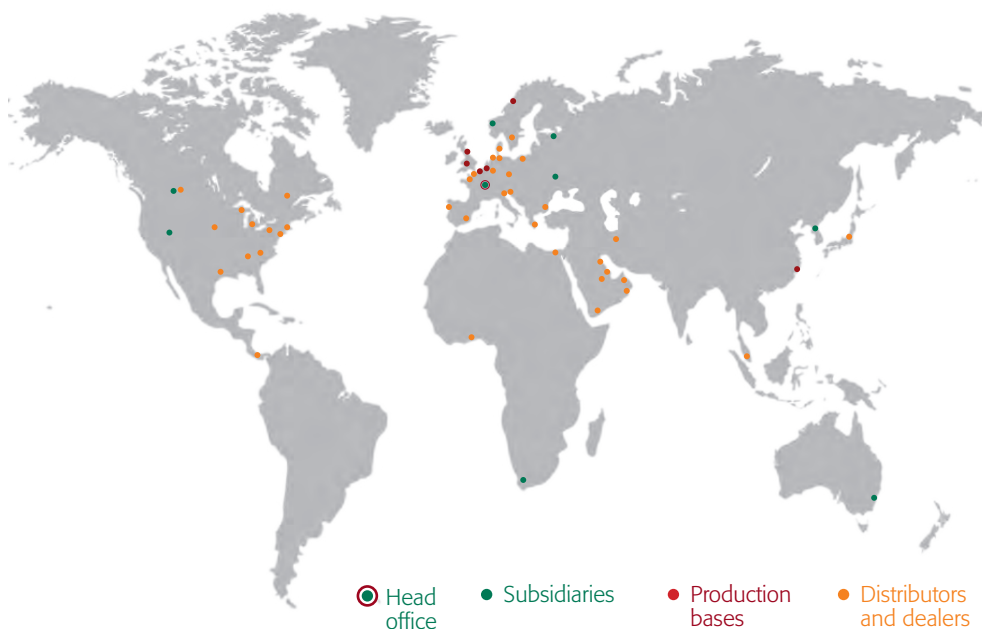 Head
office
Subsidiaries
Production
bases
Distributors
and dealers